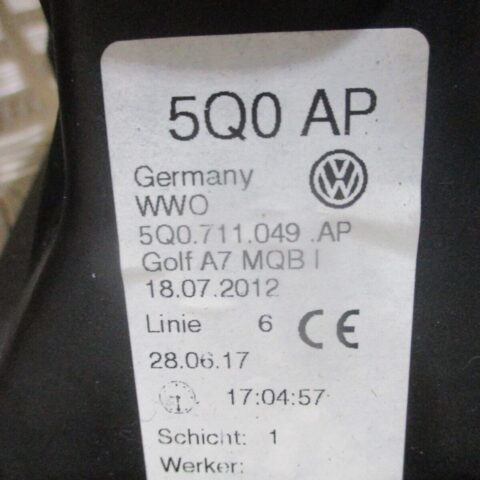 5Q0 AP
Germany
WWO
5Q0.711.049 .AP
Golf A7 MQB I
18.07.2012
Linie 6 CE
28.06.17
17:04:57
Schicht: 1
Werker: